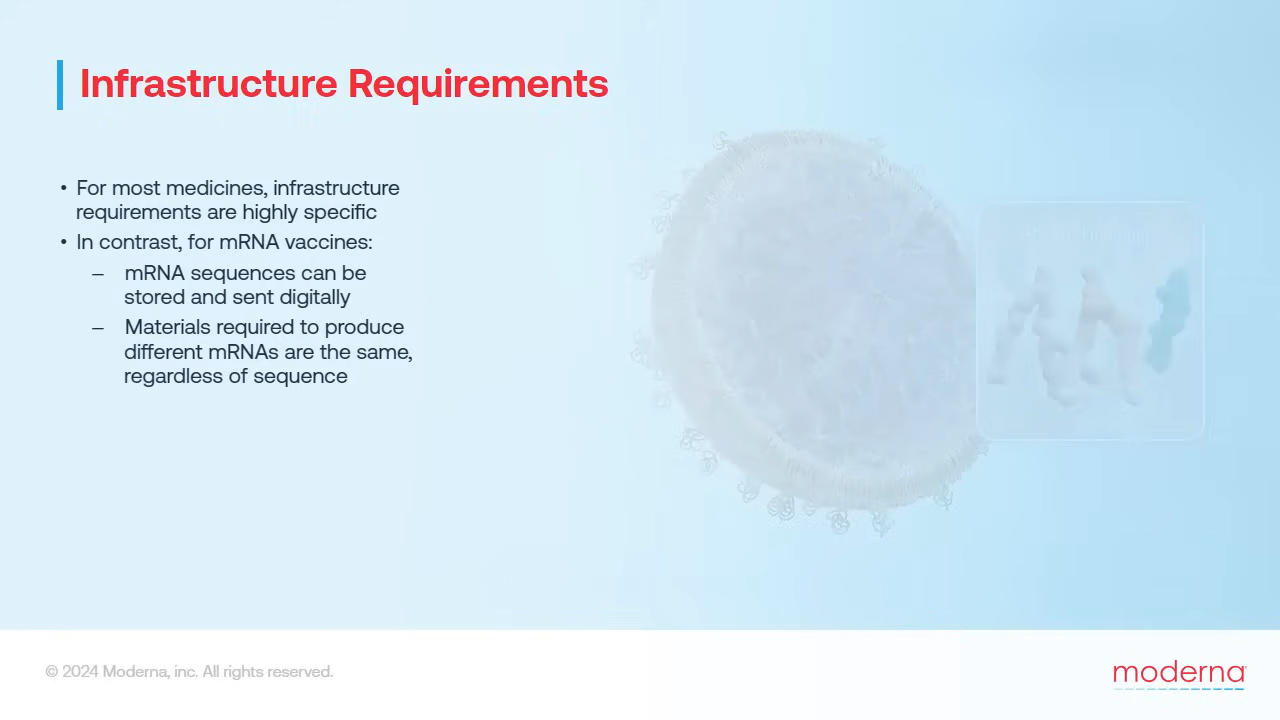 Infrastructure Requirements
• For most medicines, infrastructure
requirements are highly specific
• In contrast, for mRNA vaccines:
– mRNA sequences can be
stored and sent digitally
– Materials required to produce
different mRNAs are the same,
regardless of sequence
© 2024 Moderna, inc. All rights reserved.
moderna